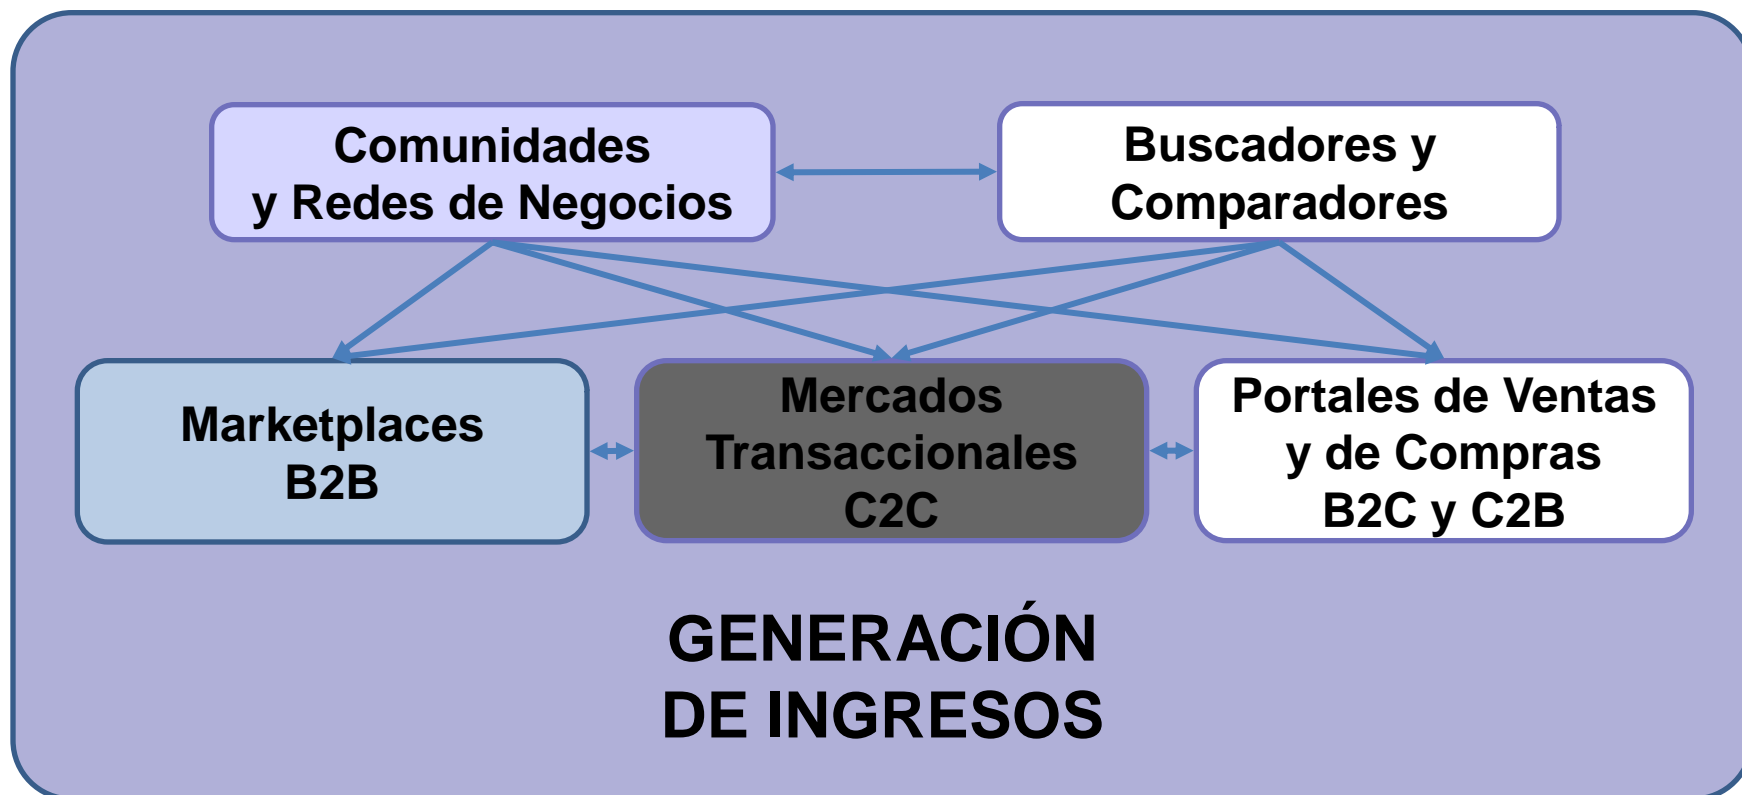 Comunidades
y Redes de Negocios
Buscadores y
Comparadores
Marketplaces
B2B
Mercados
Transaccionales
C2C
Portales de Ventas
y de Compras
B2C y C2B
GENERACIÓN
DE INGRESOS